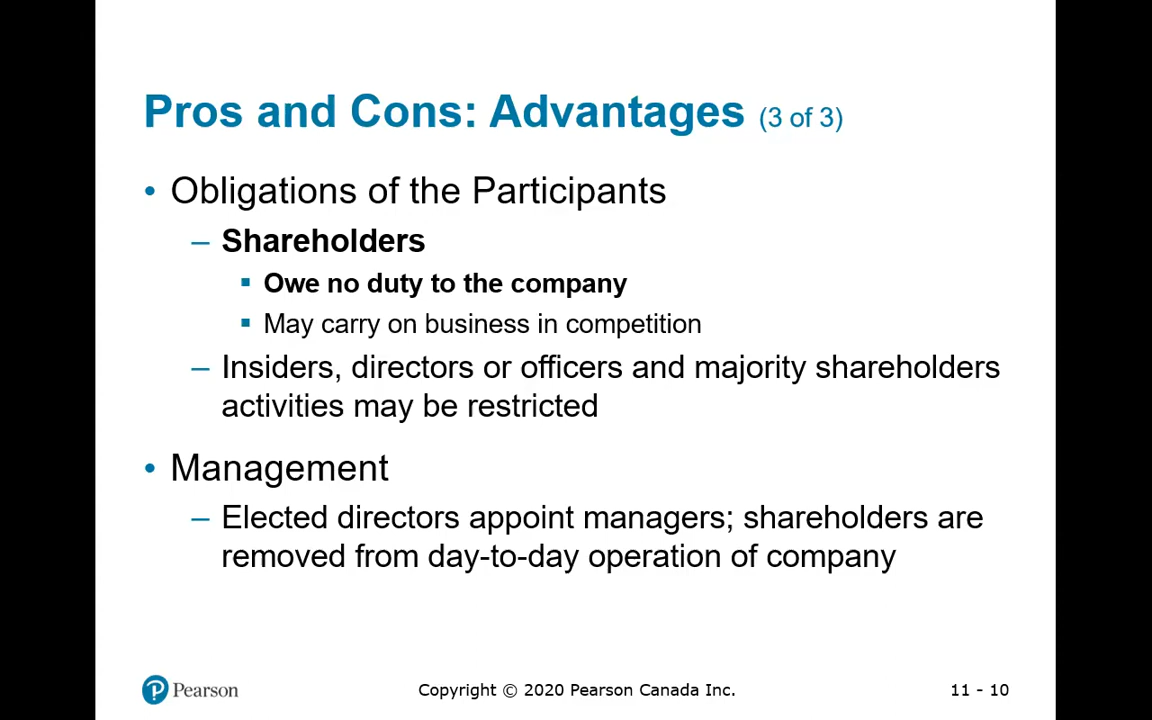 Pros and Cons: Advantages (3 of 3)
• Obligations of the Participants
– Shareholders
▪ Owe no duty to the company
▪ May carry on business in competition
– Insiders, directors or officers and majority shareholders
activities may be restricted
• Management
– Elected directors appoint managers; shareholders are
removed from day-to-day operation of company
P Pearson
Copyright © 2020 Pearson Canada Inc.
11 - 10